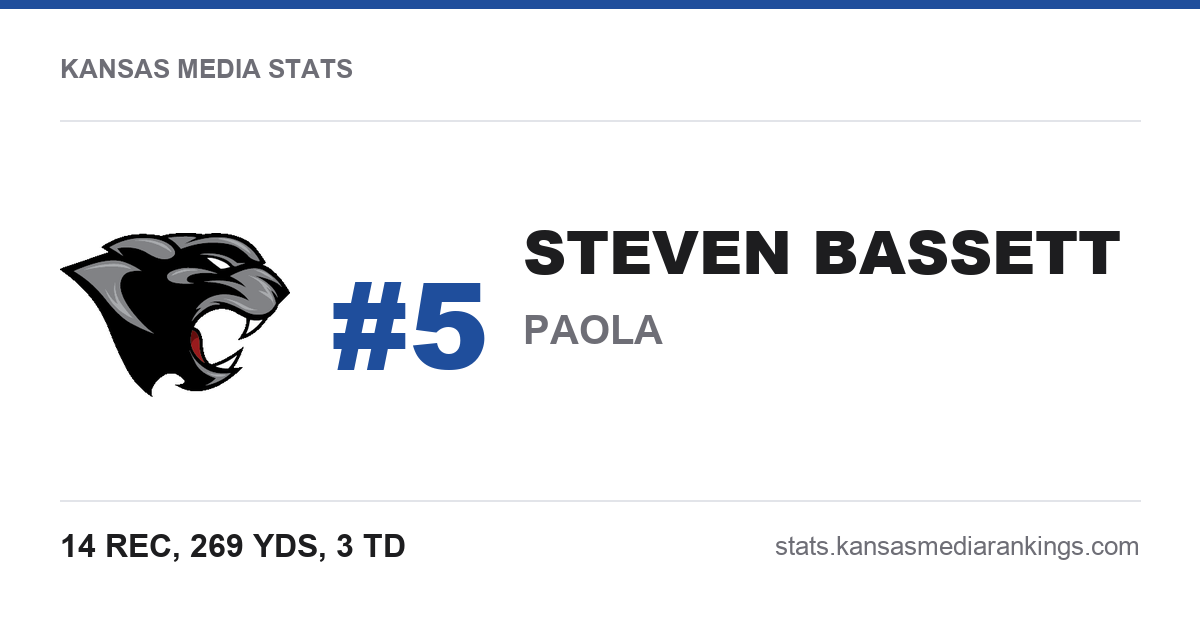 KANSAS MEDIA STATS
#5
STEVEN BASSETT
PAOLA
14 REC, 269 YDS, 3 TD
stats.kansasmediarankings.com